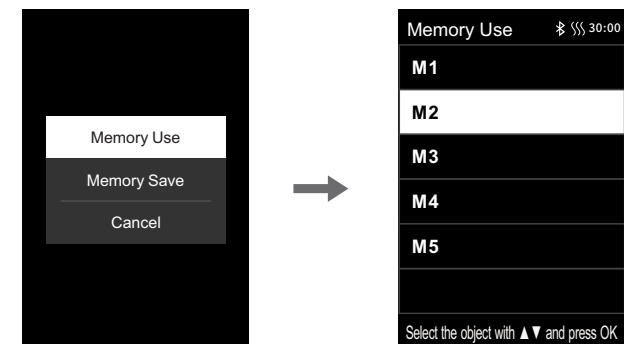 Memory Use
Memory Save
Cancel
Memory Use 30:00
M1
M2
M3
M4
M5
Select the object with ▲▼ and press OK